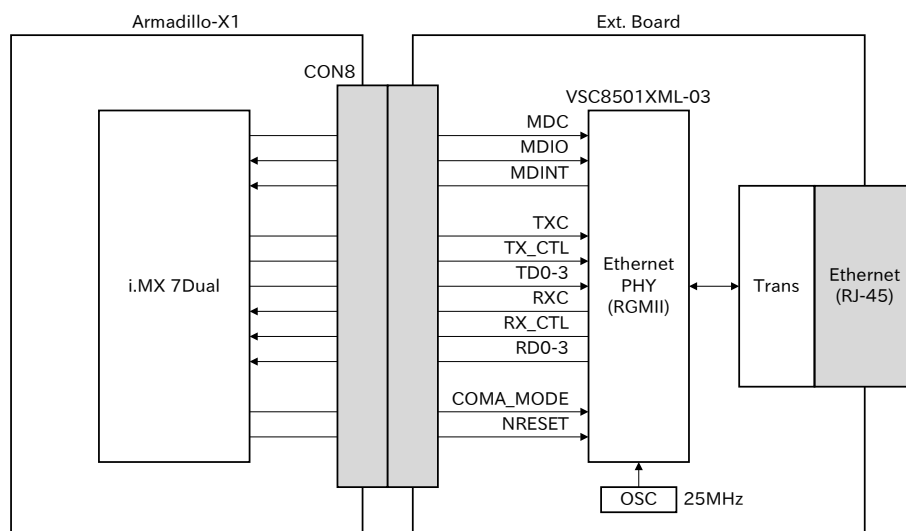 Armadillo-X1
Ext. Board
CON8
VSC8501XML-03
MDC
MDIO
MDINT
TXC
TX_CTL
TD0-3
RXC
RX_CTL
RD0-3
COMA_MODE
NRESET
i.MX 7Dual
Ethernet
PHY
(RGMII)
Trans
Ethernet
(RJ-45)
OSC
25MHz